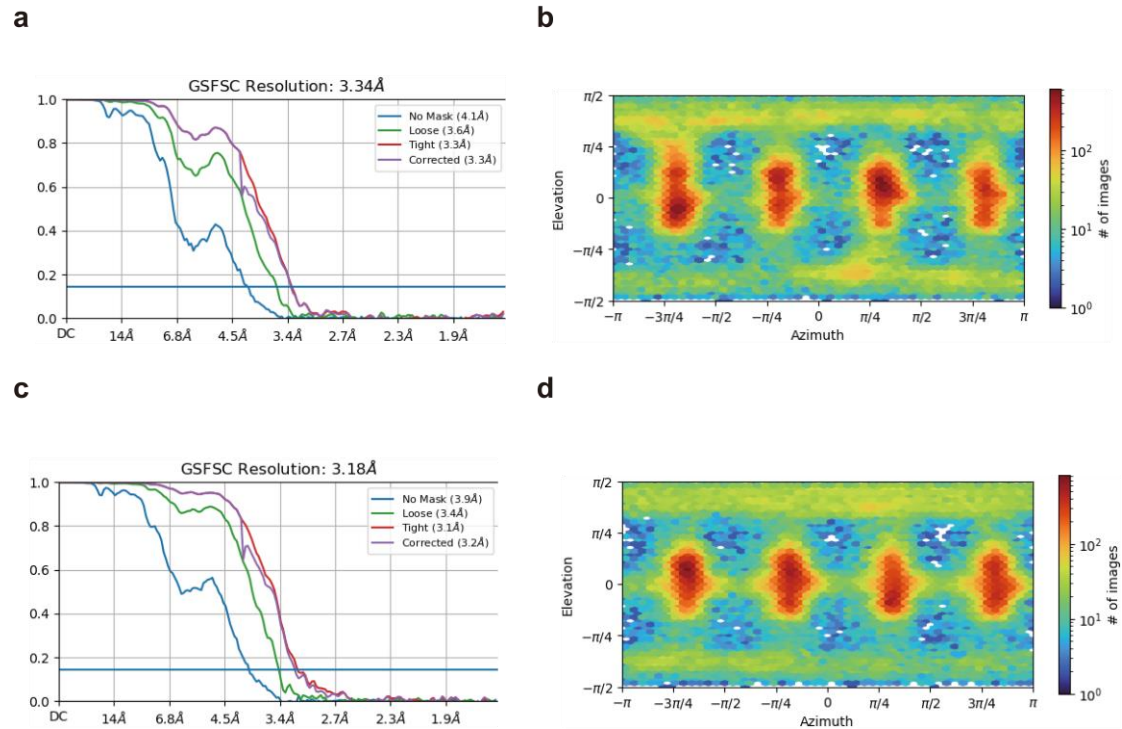 a
GSFSC Resolution: 3.34Å
1.0
0.8
0.6
0.4
0.2
0.0
No Mask (4.1Å)
Loose (3.6Å)
Tight (3.3Å)
Corrected (3.3Å)
DC 14Å 6.8Å 4.5Å 3.44Å 2.7Å 2.3Å 1.9Å
b
π/2
π/4
0
−π/4
−π/2
Elevation
−π −3π/4 −π/2 −π/4 0 π/4 π/2 3π/4 π
Azimuth
10²
10¹
10⁰
# of images
c
GSFSC Resolution: 3.18Å
1.0
0.8
0.6
0.4
0.2
0.0
No Mask (3.9Å)
Loose (3.4Å)
Tight (3.1Å)
Corrected (3.2Å)
DC 14Å 6.8Å 4.5Å 3.4Å 2.7Å 2.3Å 1.9Å
d
π/2
π/4
0
−π/4
−π/2
Elevation
−π −3π/4 −π/2 −π/4 0 π/4 π/2 3π/4 π
Azimuth
10²
10¹
10⁰
# of images